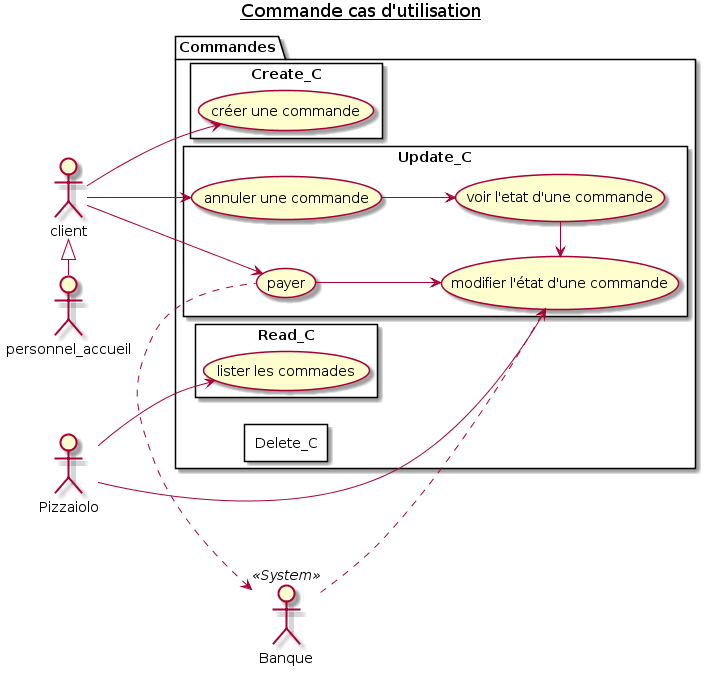 Commande cas d'utilisation
Commandes
Create_C
créer une commande
Update_C
annuler une commande
voir l'etat d'une commande
payer
modifier l'état d'une commande
client
personnel_accueil
Read_C
lister les commades
Delete_C
Pizzaiolo
«System»
Banque